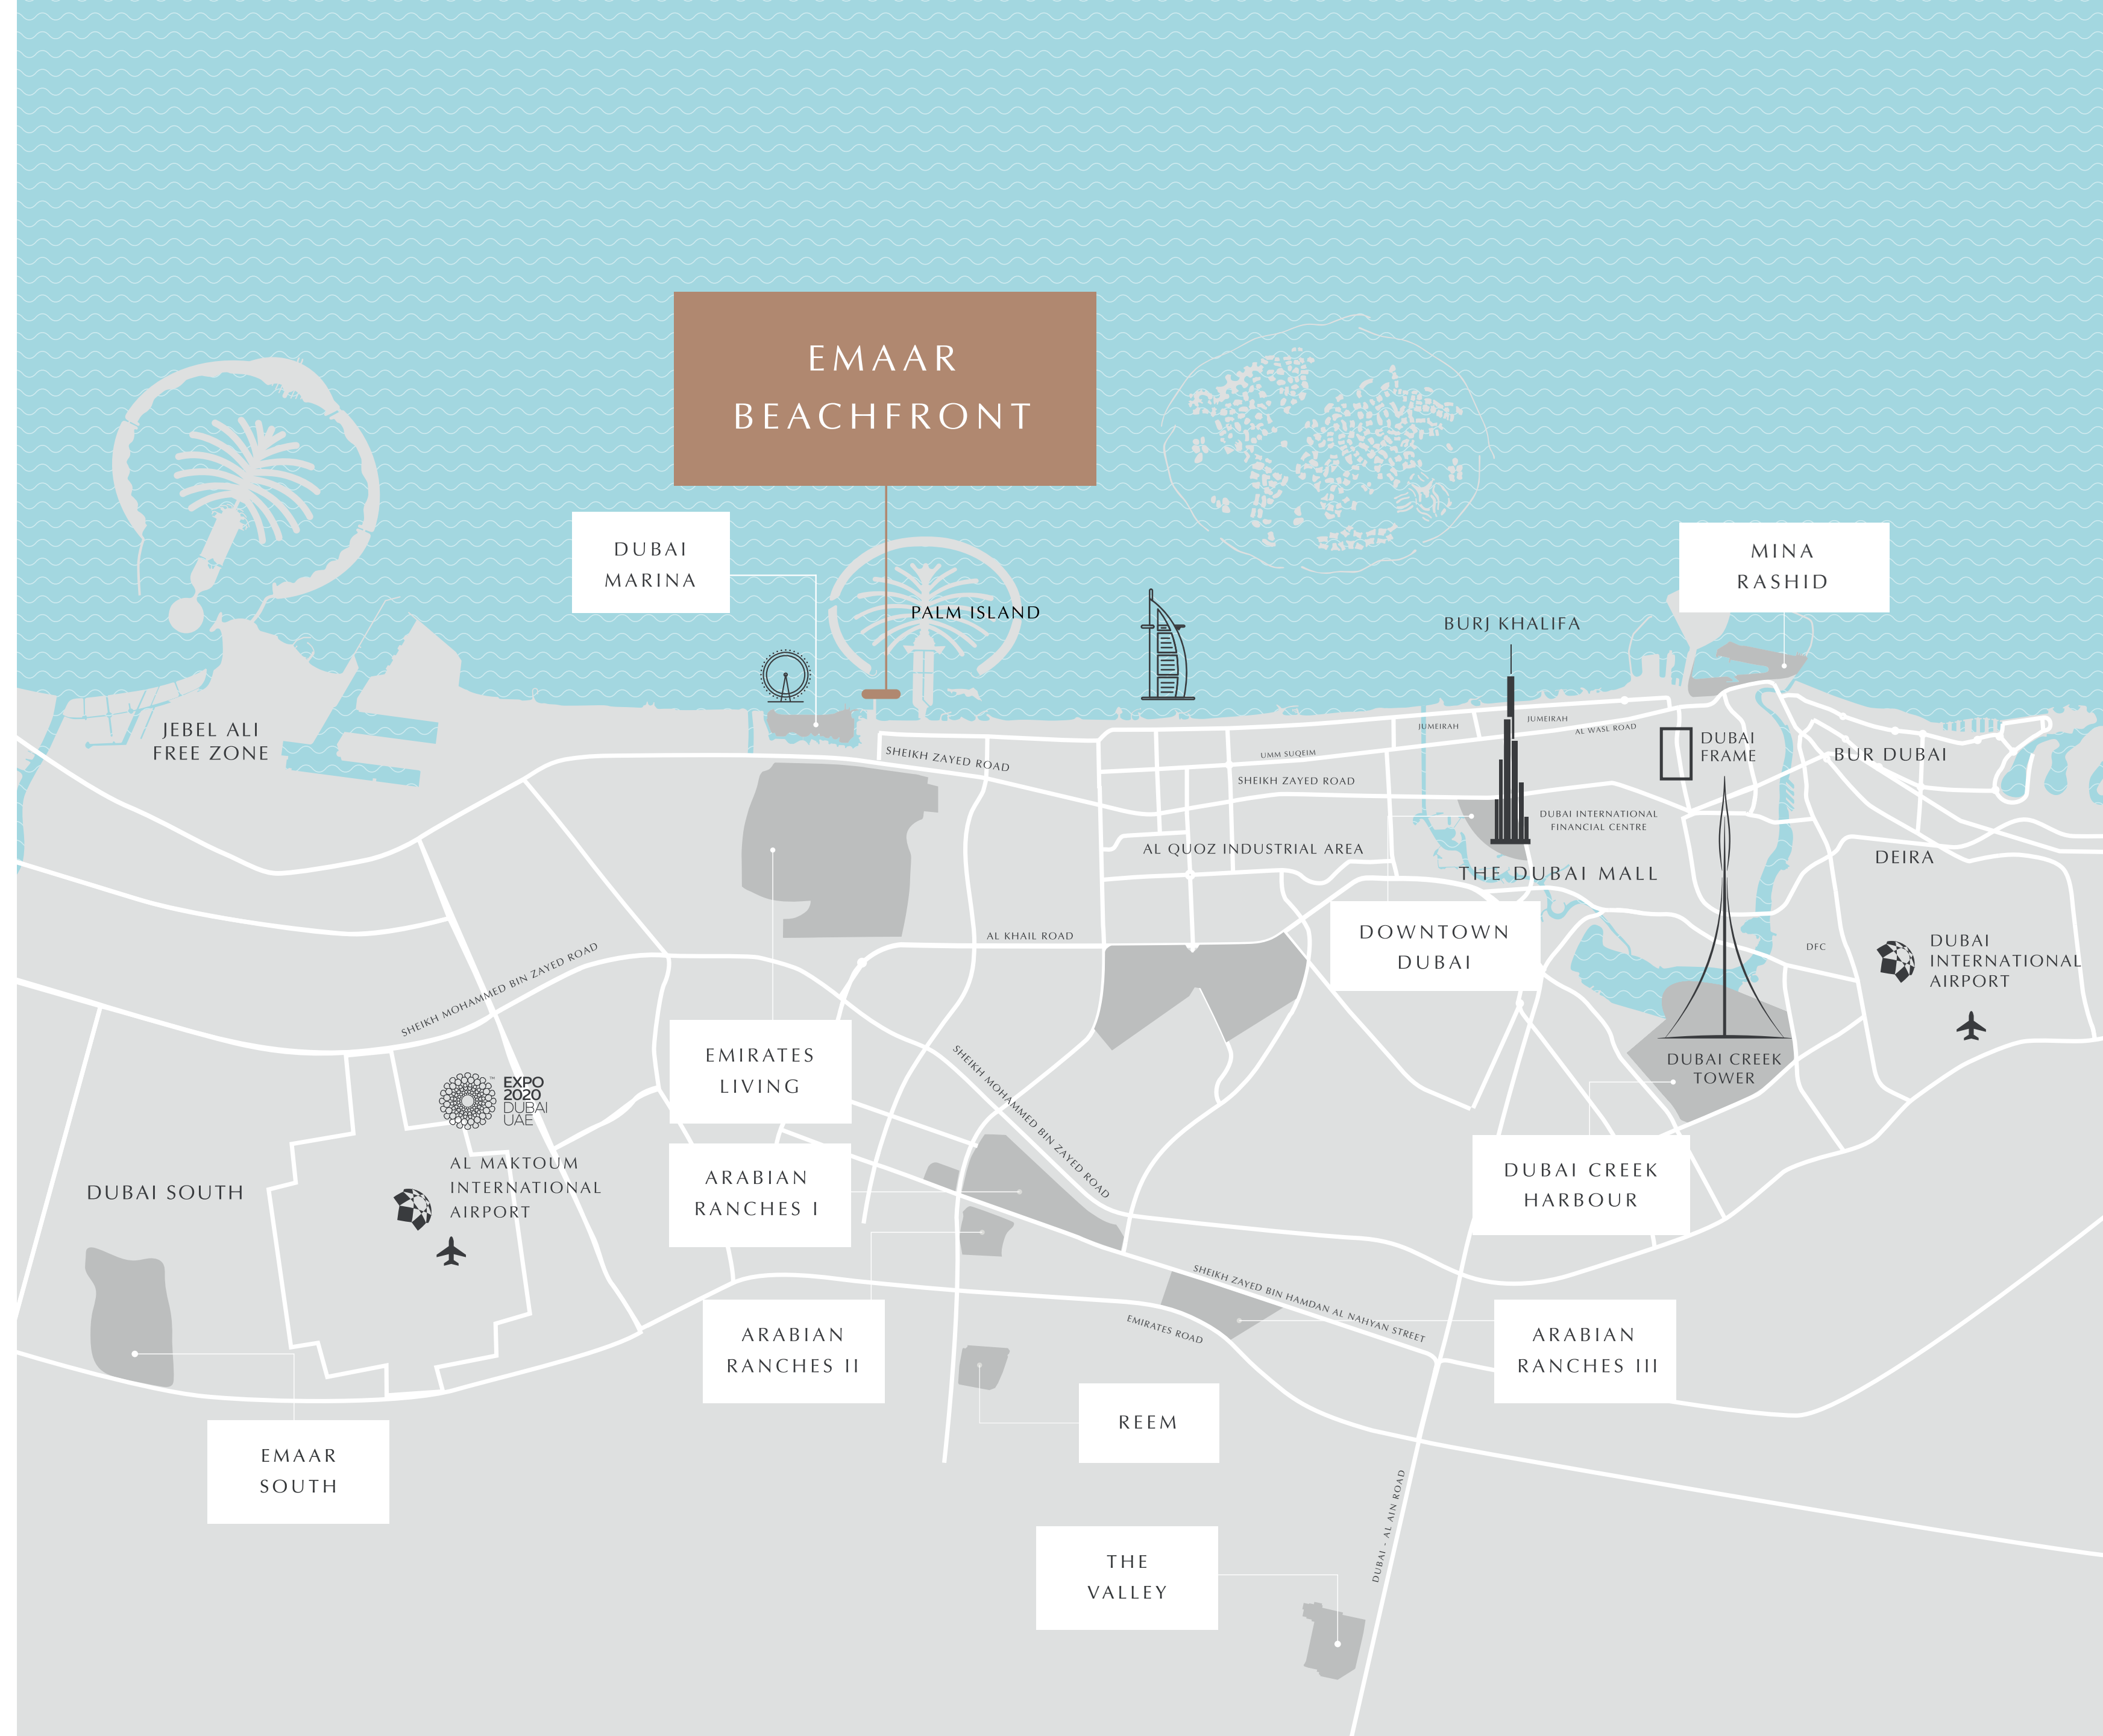 EMAAR
BEACHFRONT
DUBAI
MARINA
MINA
RASHID
PALM ISLAND
BURJ KHALIFA
JEBEL ALI
FREE ZONE
JUMEIRAH
JUMEIRAH
AL WASL ROAD
DUBAI
FRAME
BUR DUBAI
SHEIKH ZAYED ROAD
UMM SUQEIM
SHEIKH ZAYED ROAD
DUBAI INTERNATIONAL
FINANCIAL CENTRE
AL QUOZ INDUSTRIAL AREA
THE DUBAI MALL
DEIRA
DOWNTOWN
DUBAI
AL KHAIL ROAD
DFC
DUBAI
INTERNATIONAL
AIRPORT
SHEIKH MOHAMMED BIN ZAYED ROAD
EMIRATES
LIVING
SHEIKH MOHAMMED BIN ZAYED ROAD
DUBAI CREEK
TOWER
EXPO
2020
DUBAI
UAE
™
AL MAKTOUM
INTERNATIONAL
AIRPORT
DUBAI SOUTH
ARABIAN
RANCHES I
DUBAI CREEK
HARBOUR
SHEIKH ZAYED BIN HAMDAN AL NAHYAN STREET
EMIRATES ROAD
ARABIAN
RANCHES II
ARABIAN
RANCHES III
REEM
EMAAR
SOUTH
DUBAI - AL AIN ROAD
THE
VALLEY